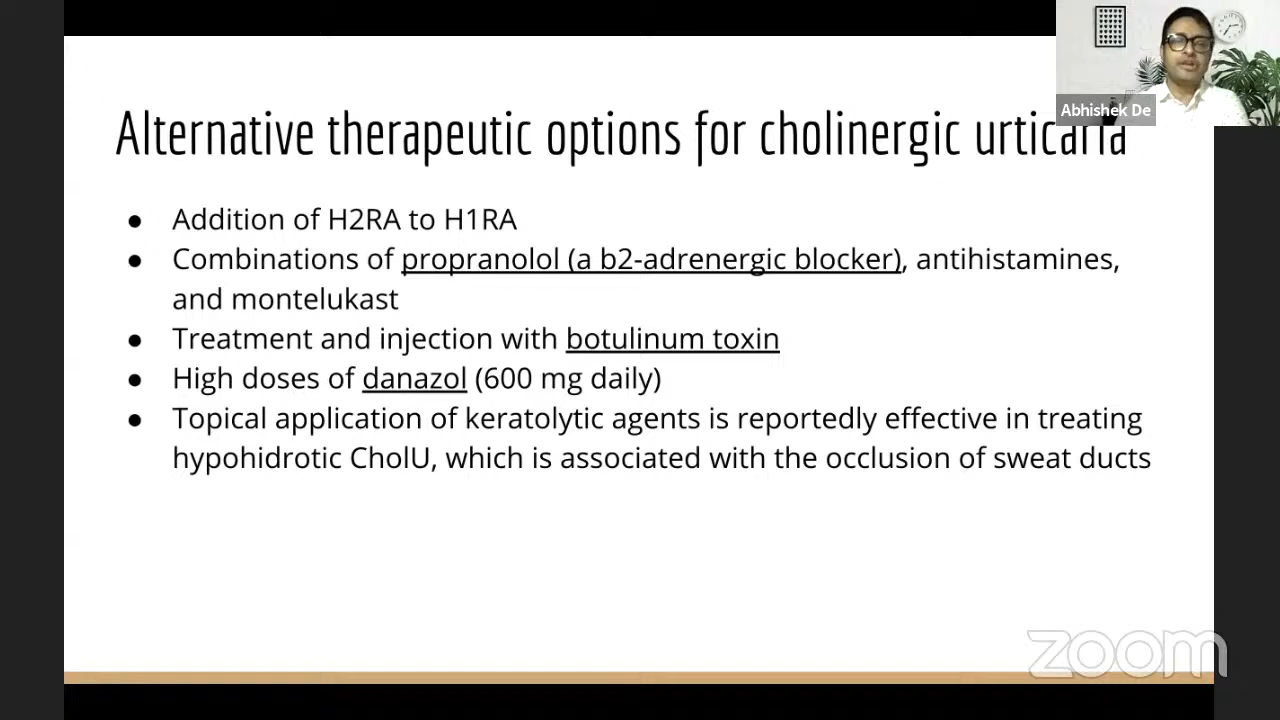 Alternative therapeutic options for cholinergic urticaria
Abhishek De
● Addition of H2RA to H1RA
● Combinations of propranolol (a b2-adrenergic blocker), antihistamines,
and montelukast
● Treatment and injection with botulinum toxin
● High doses of danazol (600 mg daily)
● Topical application of keratolytic agents is reportedly effective in treating
hypohidrotic CholU, which is associated with the occlusion of sweat ducts
zoom